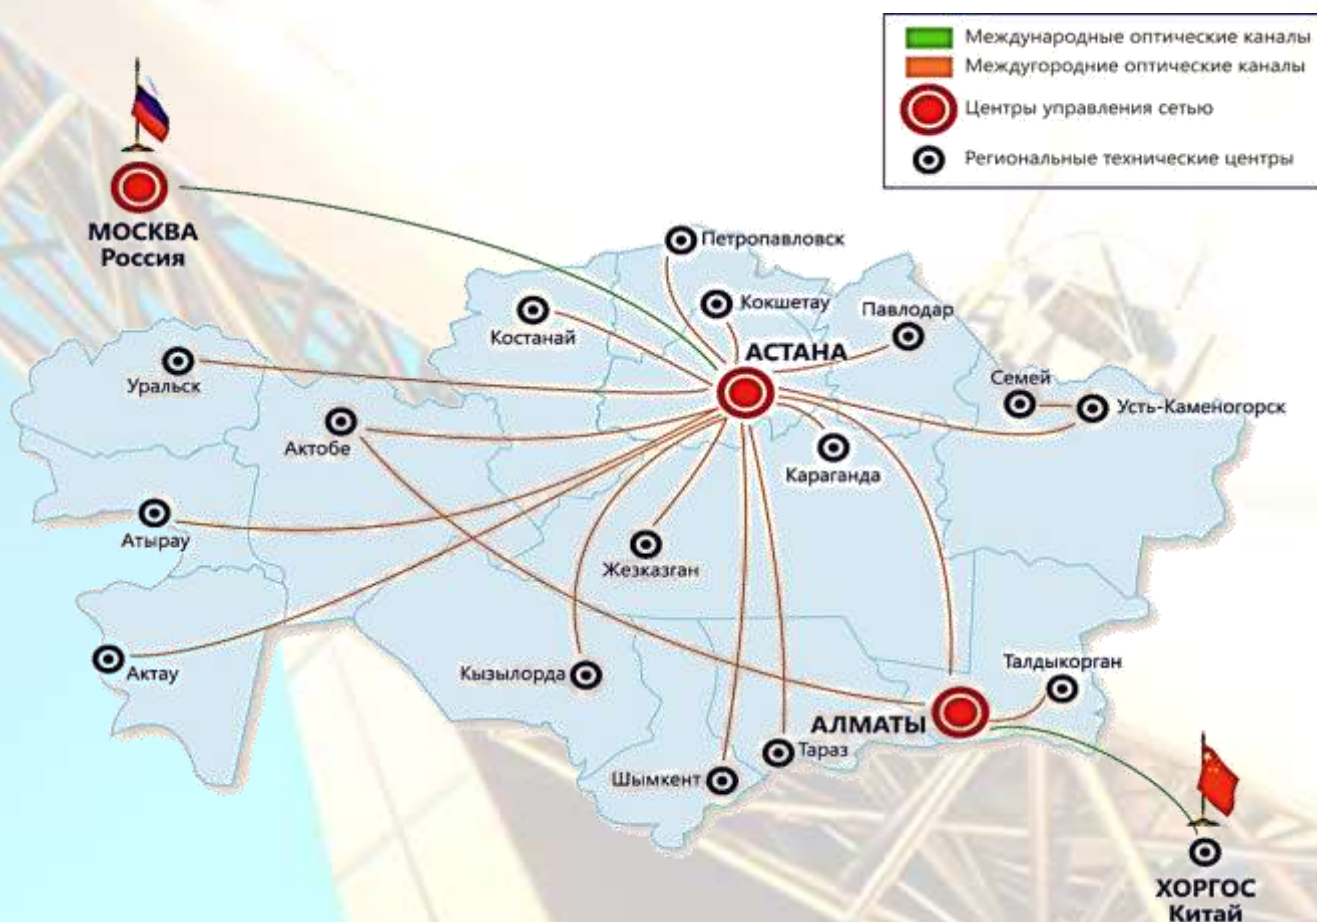 Международные оптические каналы
Междугородние оптические каналы
Центры управления сетью
Региональные технические центры
МОСКВА
Россия
Петропавловск
Кокшетау
Павлодар
Костанай
АСТАНА
Уральск
Семей
Усть-Каменогорск
Актобе
Караганда
Атырау
Жезказган
Актау
Кызылорда
Талдыкорган
АЛМАТЫ
Тараз
Шымкент
ХОРГОС
Китай